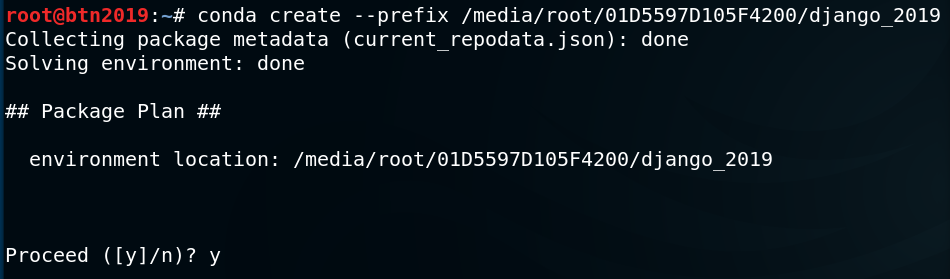 root@btn2019:~# conda create --prefix /media/root/01D5597D105F4200/django_2019
Collecting package metadata (current_repodata.json): done
Solving environment: done
## Package Plan ##
environment location: /media/root/01D5597D105F4200/django_2019
Proceed ([y]/n)? y